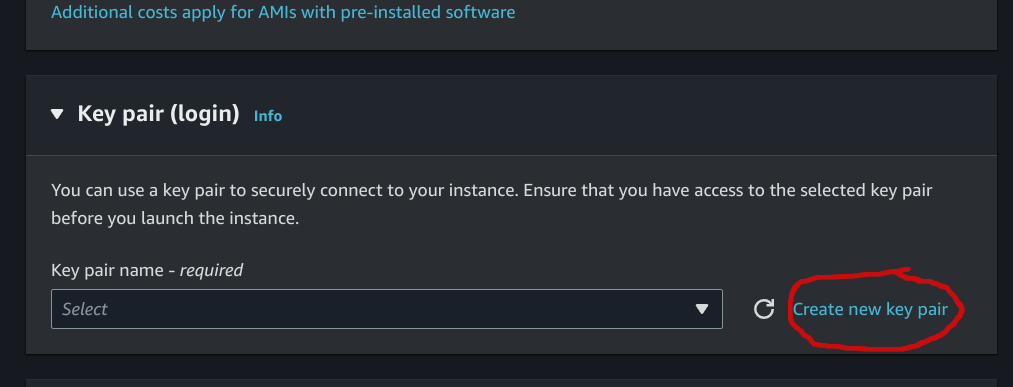 Additional costs apply for AMIs with pre-installed software
Key pair (login) Info
You can use a key pair to securely connect to your instance. Ensure that you have access to the selected key pair
before you launch the instance.
Key pair name - required
Select
Create new key pair